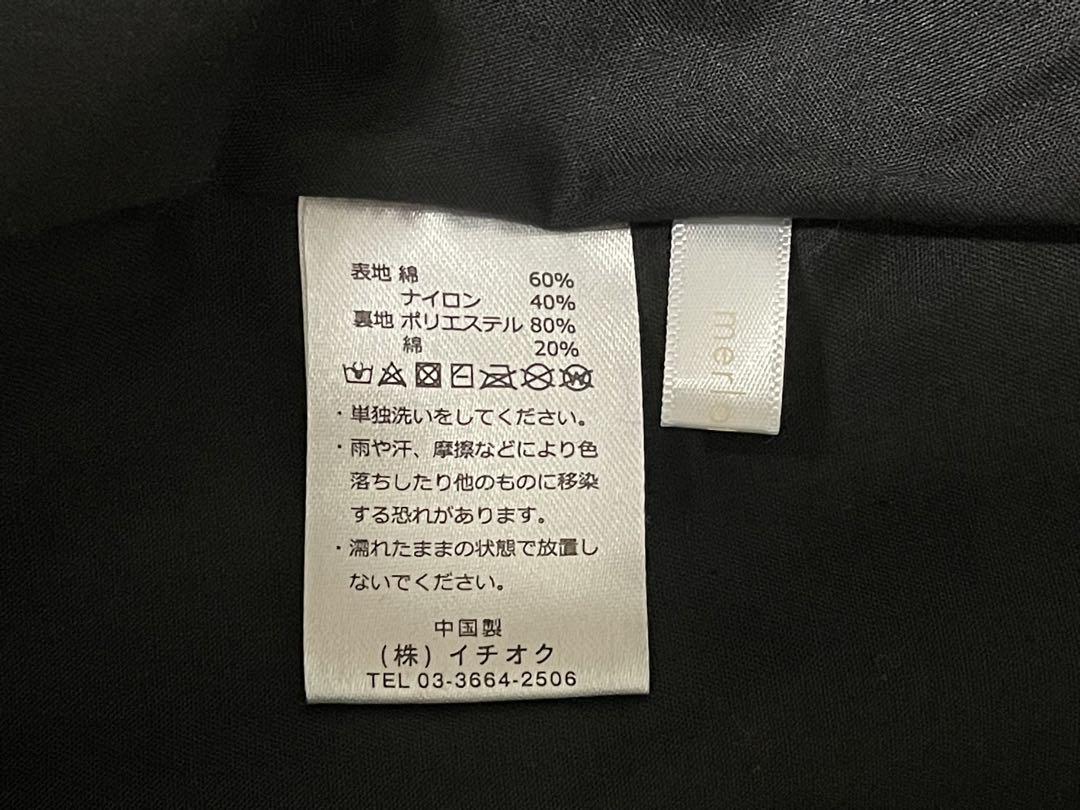 表地 綿 60%
ナイロン 40%
裏地 ポリエステル 80%
綿 20%
・単独洗いをしてください。
・雨や汗、摩擦などにより色
落ちしたり他のものに移染
する恐れがあります。
・濡れたままの状態で放置し
ないでください。
中国製
(株) イチオク
TEL 03-3664-2506
merlo